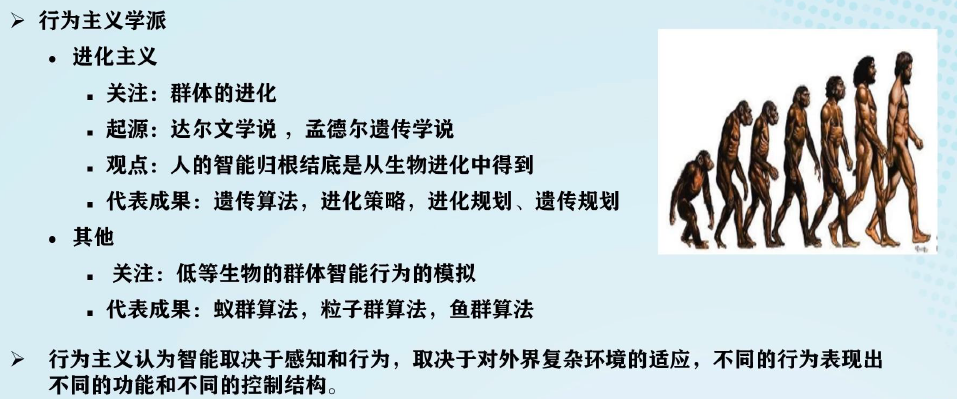 行为主义学派
进化主义
关注：群体的进化
起源：达尔文学说 ，孟德尔遗传学说
观点：人的智能归根结底是从生物进化中得到
代表成果：遗传算法，进化策略，进化规划、遗传规划
其他
关注：低等生物的群体智能行为的模拟
代表成果：蚁群算法，粒子群算法，鱼群算法
行为主义认为智能取决于感知和行为，取决于对外界复杂环境的适应，不同的行为表现出
不同的功能和不同的控制结构。